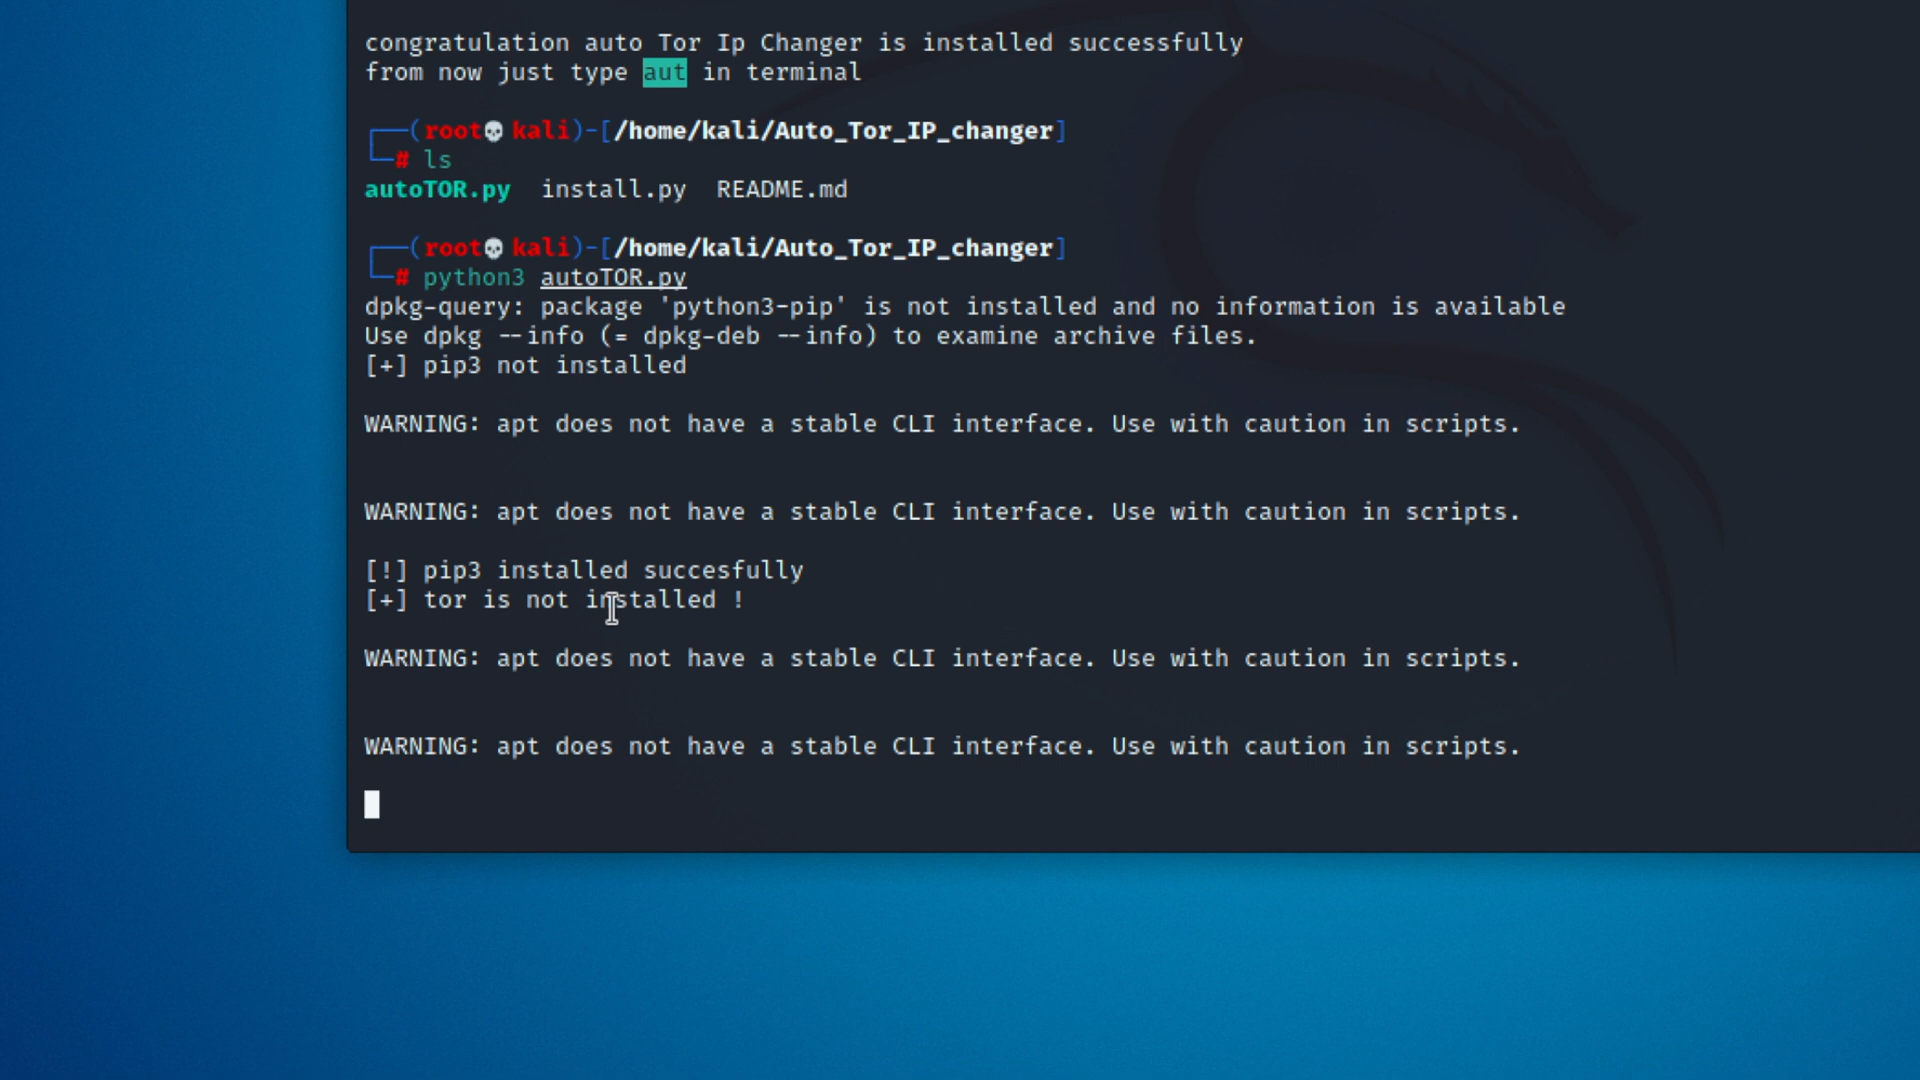 congratulation auto Tor Ip Changer is installed successfully
from now just type aut in terminal
┌──(root💀kali)-[/home/kali/Auto_Tor_IP_changer]
└─# ls
autoTOR.py  install.py  README.md
┌──(root💀kali)-[/home/kali/Auto_Tor_IP_changer]
└─# python3 autoTOR.py
dpkg-query: package 'python3-pip' is not installed and no information is available
Use dpkg --info (= dpkg-deb --info) to examine archive files.
[+] pip3 not installed
WARNING: apt does not have a stable CLI interface. Use with caution in scripts.
WARNING: apt does not have a stable CLI interface. Use with caution in scripts.
[!] pip3 installed succesfully
[+] tor is not installed !
WARNING: apt does not have a stable CLI interface. Use with caution in scripts.
WARNING: apt does not have a stable CLI interface. Use with caution in scripts.